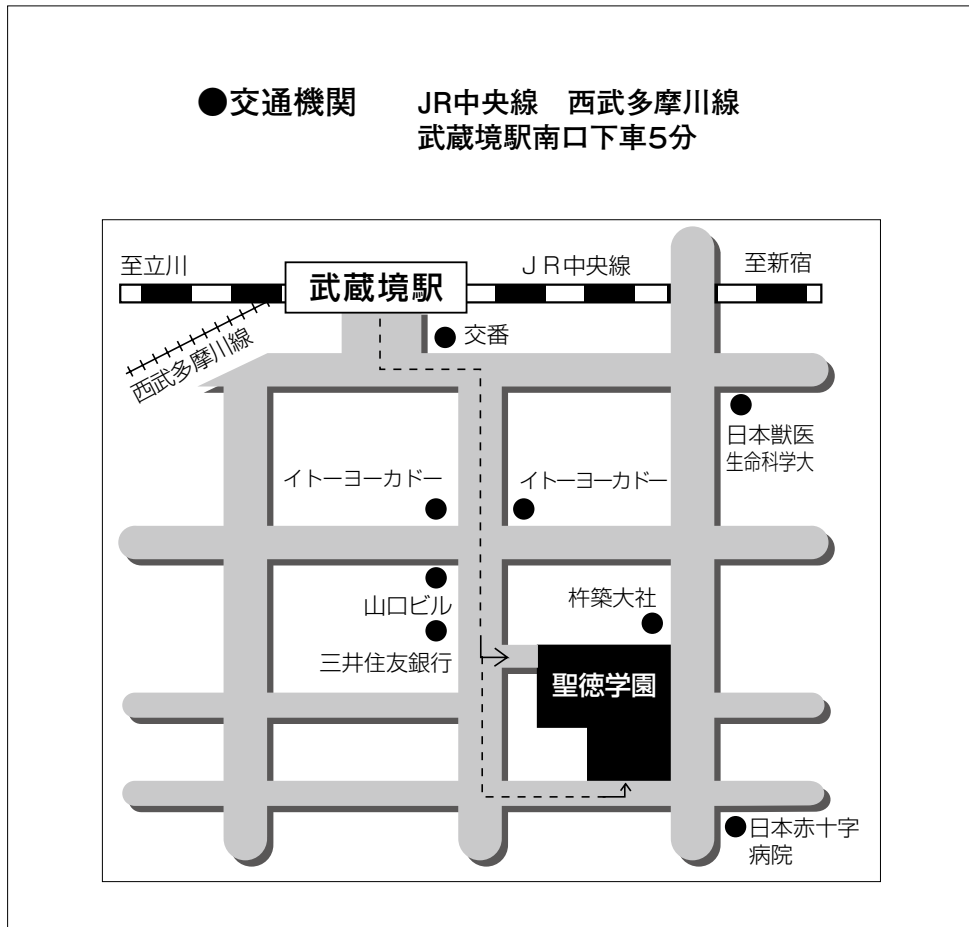 ●交通機関　JR中央線　西武多摩川線
武蔵境駅南口下車5分
至立川
武蔵境駅
ＪＲ中央線
至新宿
西武多摩川線
交番
日本獣医
生命科学大
イトーヨーカドー
イトーヨーカドー
山口ビル
杵築大社
三井住友銀行
聖徳学園
日本赤十字
病院